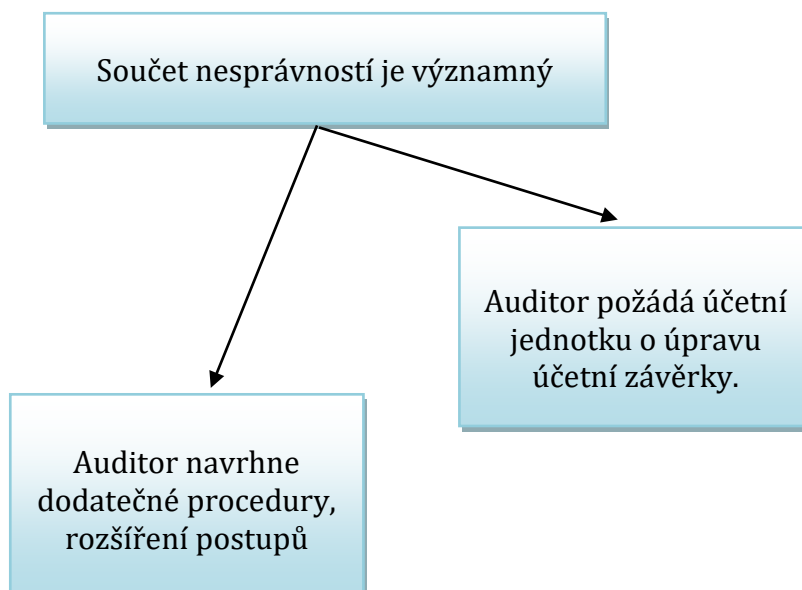 Součet nesprávností je významný
Auditor požádá účetní
jednotku o úpravu
účetní závěrky.
Auditor navrhne
dodatečné procedury,
rozšíření postupů